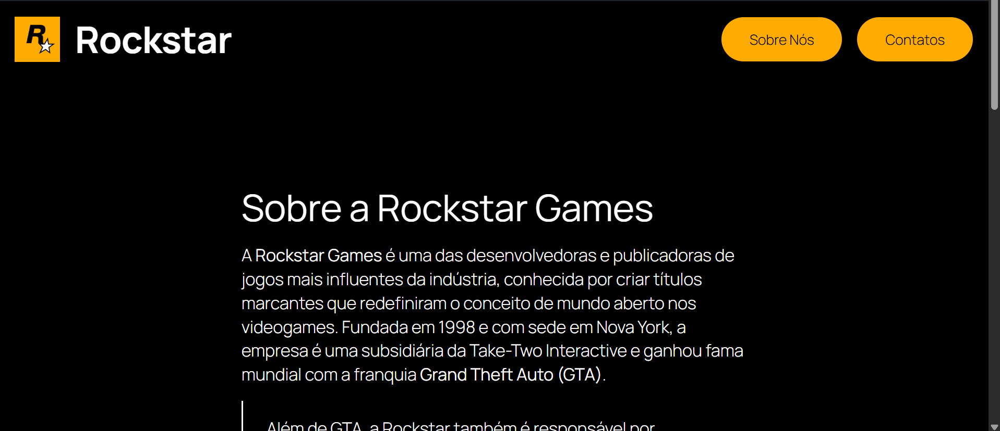 R
Rockstar
Sobre Nós
Contatos
Sobre a Rockstar Games
A Rockstar Games é uma das desenvolvedoras e publicadoras de
jogos mais influentes da indústria, conhecida por criar títulos
marcantes que redefiniram o conceito de mundo aberto nos
videogames. Fundada em 1998 e com sede em Nova York, a
empresa é uma subsidiária da Take-Two Interactive e ganhou fama
mundial com a franquia Grand Theft Auto (GTA).
Além de GTA, a Rockstar também é responsável por